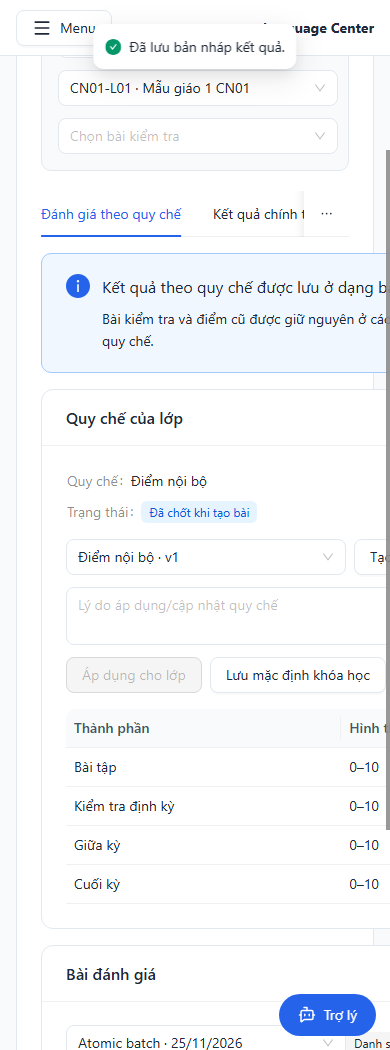 Menu
Language Center
Đã lưu bản nháp kết quả.
CN01-L01 · Mẫu giáo 1 CN01
Chọn bài kiểm tra
Đánh giá theo quy chế
Kết quả chính
···
Kết quả theo quy chế được lưu ở dạng
Bài kiểm tra và điểm cũ được giữ nguyên ở
quy chế.
Quy chế của lớp
Quy chế: Điểm nội bộ
Trạng thái: Đã chốt khi tạo bài
Điểm nội bộ · v1
Lý do áp dụng/cập nhật quy chế
Áp dụng cho lớp
Lưu mặc định khóa học
Thành phần
Bài tập
0–10
Kiểm tra định kỳ
0–10
Giữa kỳ
0–10
Cuối kỳ
0–10
Bài đánh giá
Trợ lý
Atomic batch · 25/11/2026
Danh